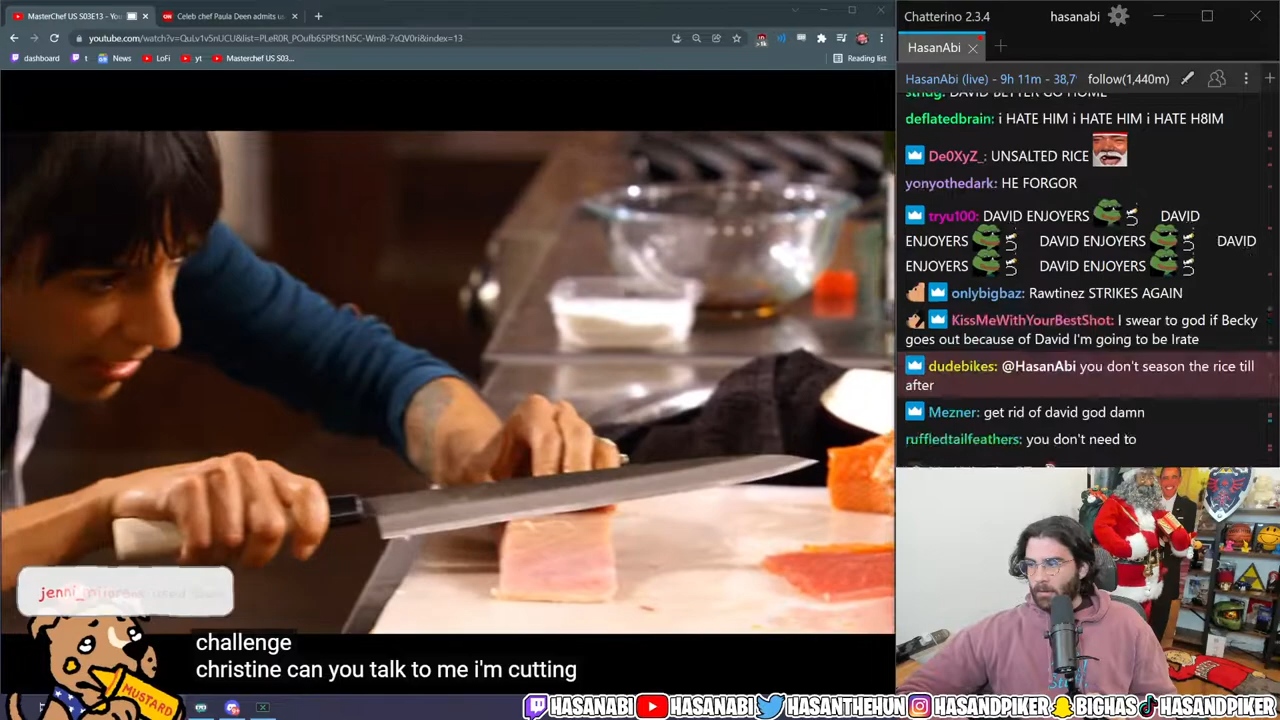 MasterChef US S03E13 - You
Celeb chef Paula Deen admits us
Chatterino 2.3.4
hasanabi
youtube.com/watch?v=QuLv1v5nUCU&list=PLeR0R_POufb65PfSt1N5C-Wm8-7sQV0ri&index=13
HasanAbi
dashboard
t
News
LoFi
yt
Masterchef US S03...
Reading list
HasanAbi (live) - 9h 11m - 38,7
follow(1,440m)
DAVID BETTER GO HOME
deflatedbrain: i HATE HIM i HATE HIM i HATE H8IM
De0XyZ_: UNSALTED RICE
yonyothedark: HE FORGOR
tryu100: DAVID ENJOYERS DAVID
ENJOYERS DAVID ENJOYERS DAVID
ENJOYERS DAVID ENJOYERS
onlybigbaz: Rawtinez STRIKES AGAIN
KissMeWithYourBestShot: I swear to god if Becky
goes out because of David I'm going to be Irate
dudebikes: @HasanAbi you don't season the rice till
after
Mezner: get rid of david god damn
ruffledtailfeathers: you don't need to
challenge
christine can you talk to me i'm cutting
MUSTARD
HASANABI HASANABI HASANTHEHUN HASANDPIKER BIGHAS HASANDPIKER